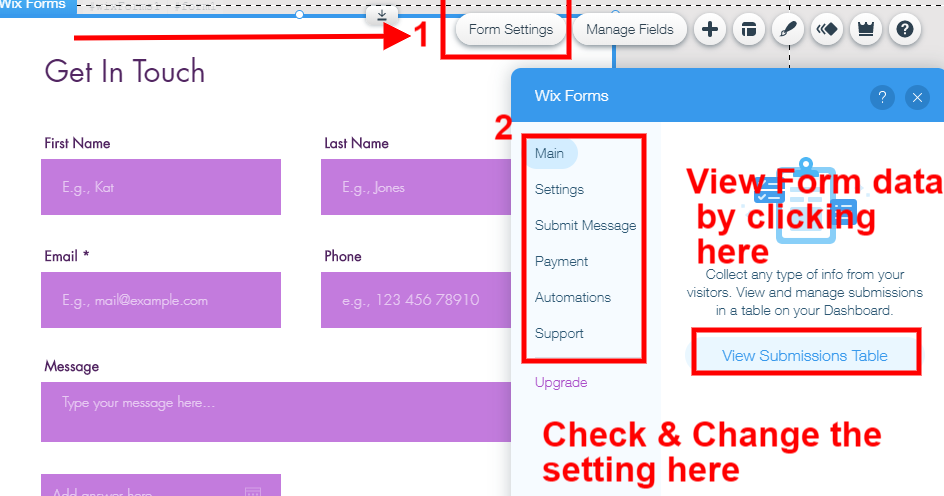 Wix Forms
1
Form Settings
Manage Fields
?
Get In Touch
Wix Forms
?
2
First Name
Last Name
E.g., Kat
E.g., Jones
Email *
Phone
E.g., mail@example.com
e.g., 123 456 78910
Message
Type your message here...
Add answer here
Main
Settings
Submit Message
Payment
Automations
Support
Upgrade
View Form data
by clicking
here
Collect any type of info from your
visitors. View and manage submissions
in a table on your Dashboard.
View Submissions Table
Check & Change the
setting here